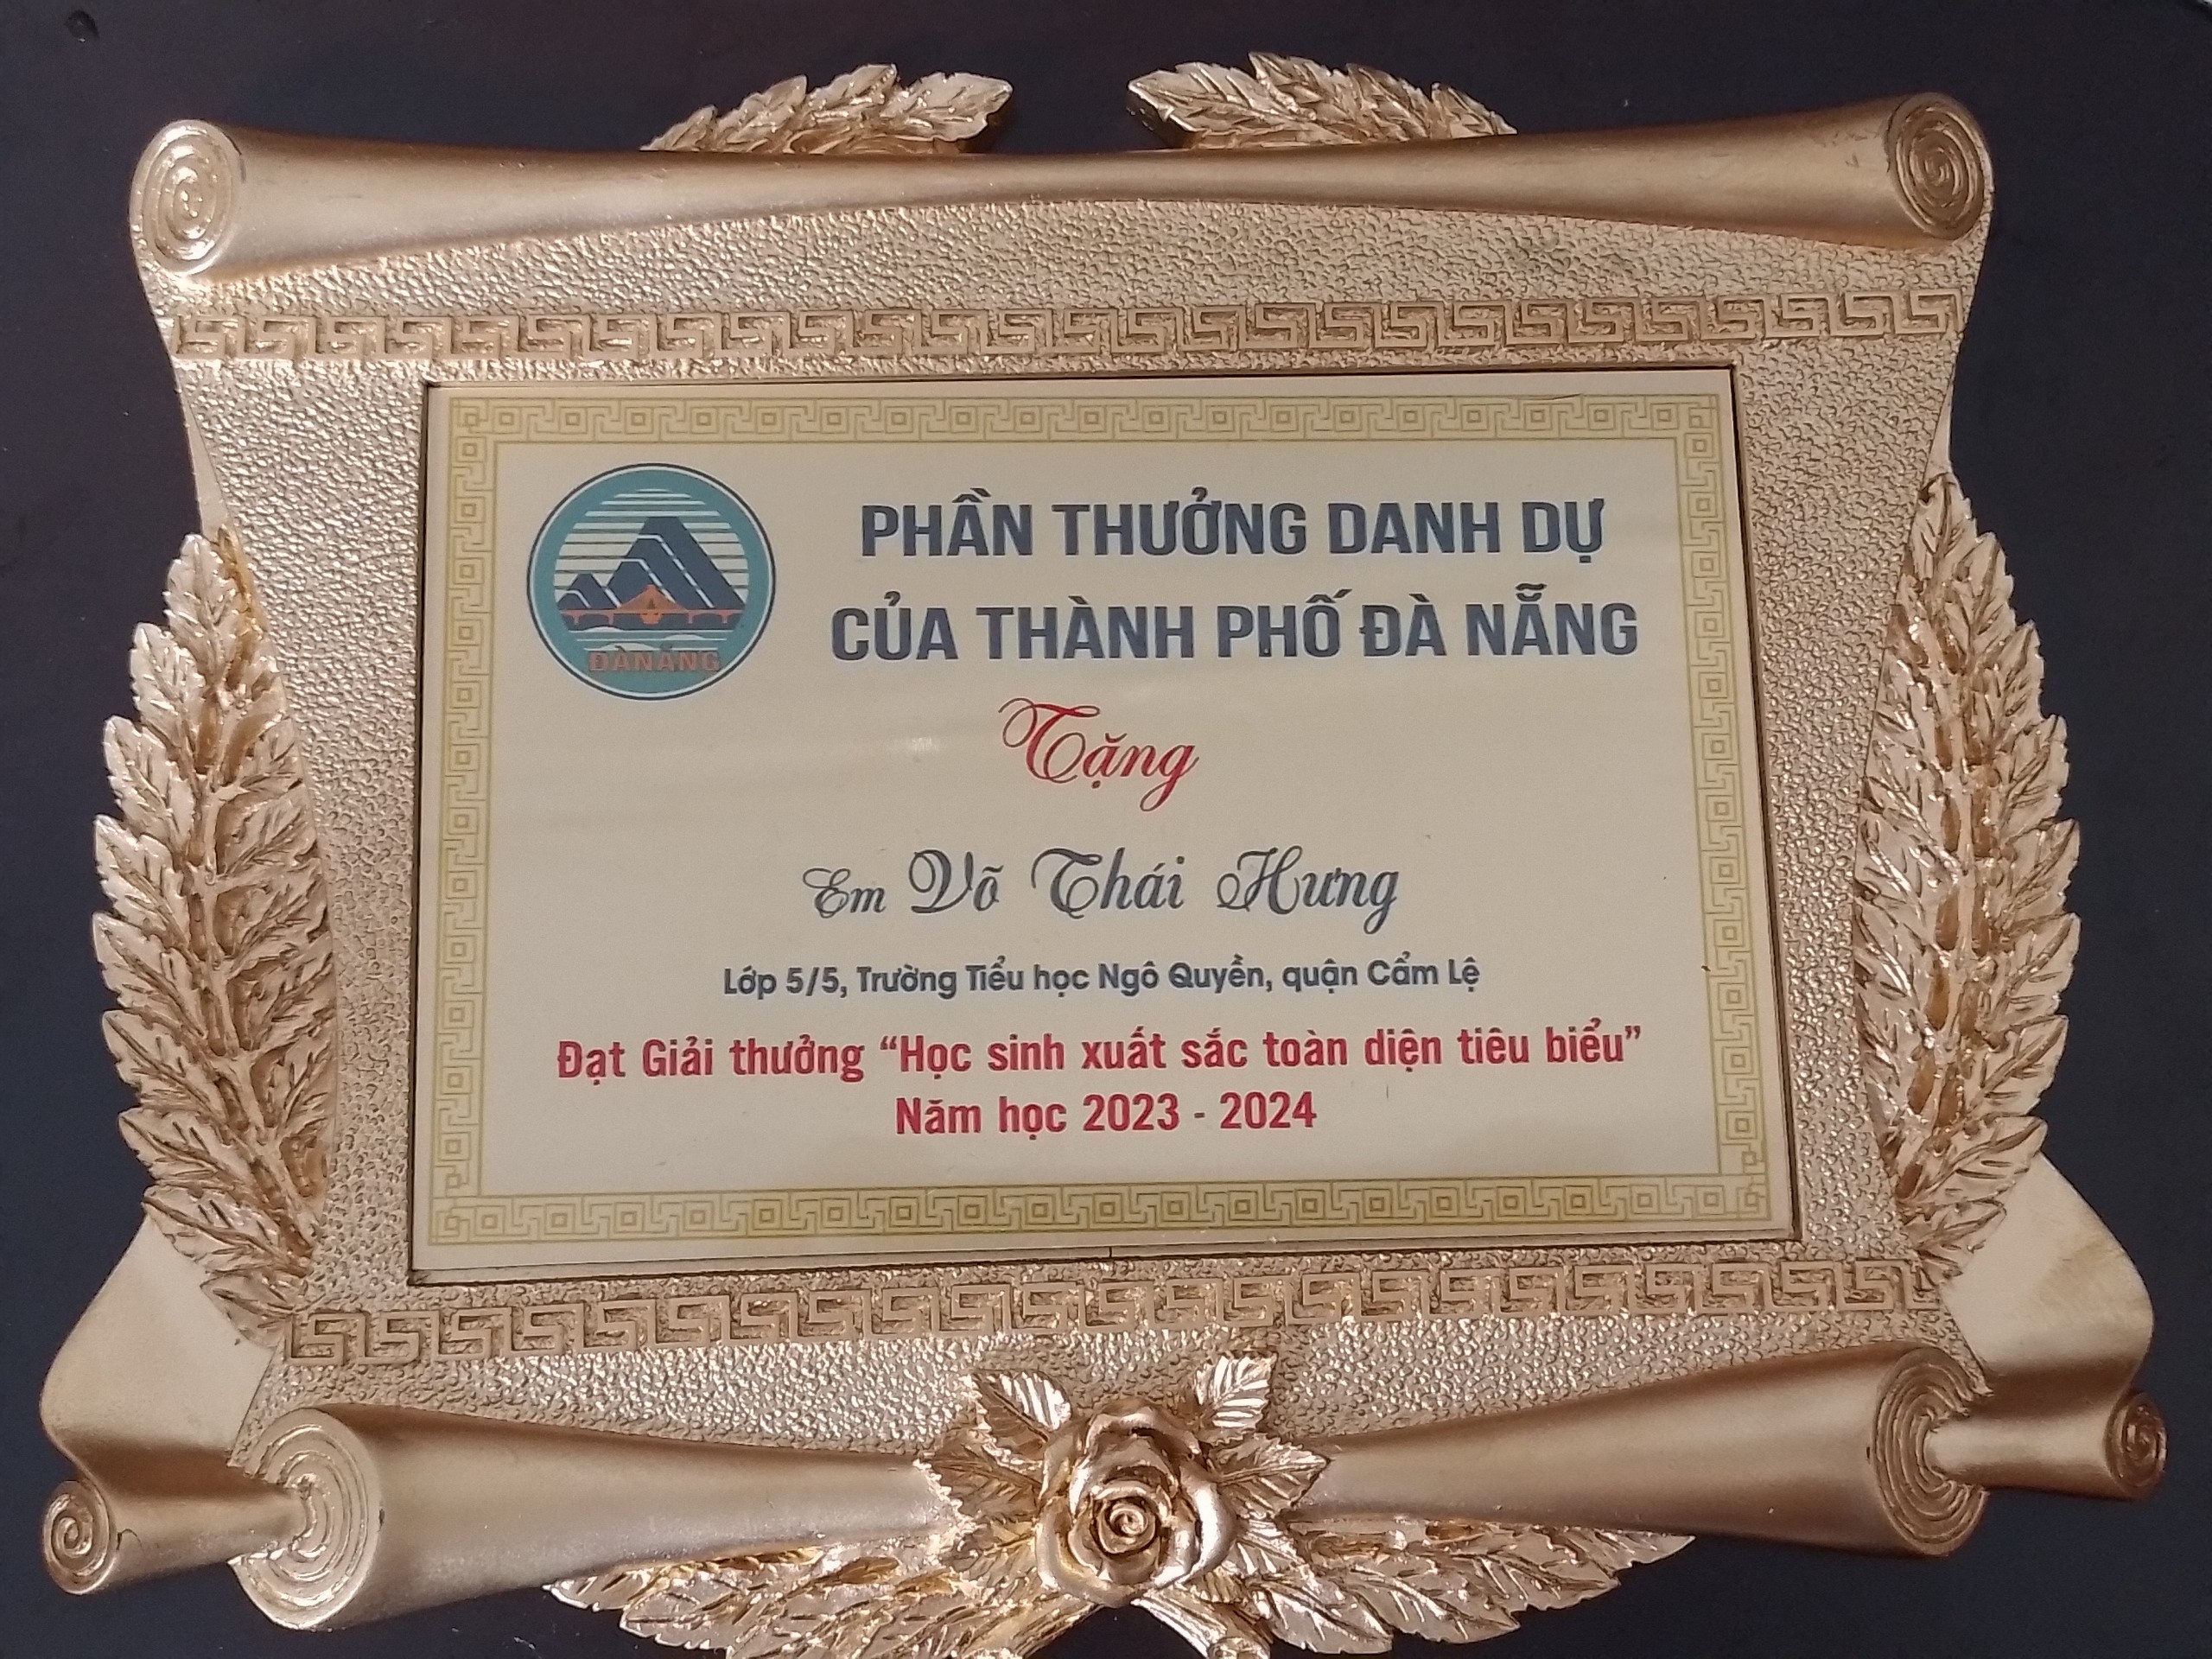 ĐÀ NẴNG
PHẦN THƯỞNG DANH DỰ
CỦA THÀNH PHỐ ĐÀ NẴNG
Tặng
Em Võ Thái Hưng
Lớp 5/5, Trường Tiểu học Ngô Quyền, quận Cẩm Lệ
Đạt Giải thưởng “Học sinh xuất sắc toàn diện tiêu biểu”
Năm học 2023 - 2024